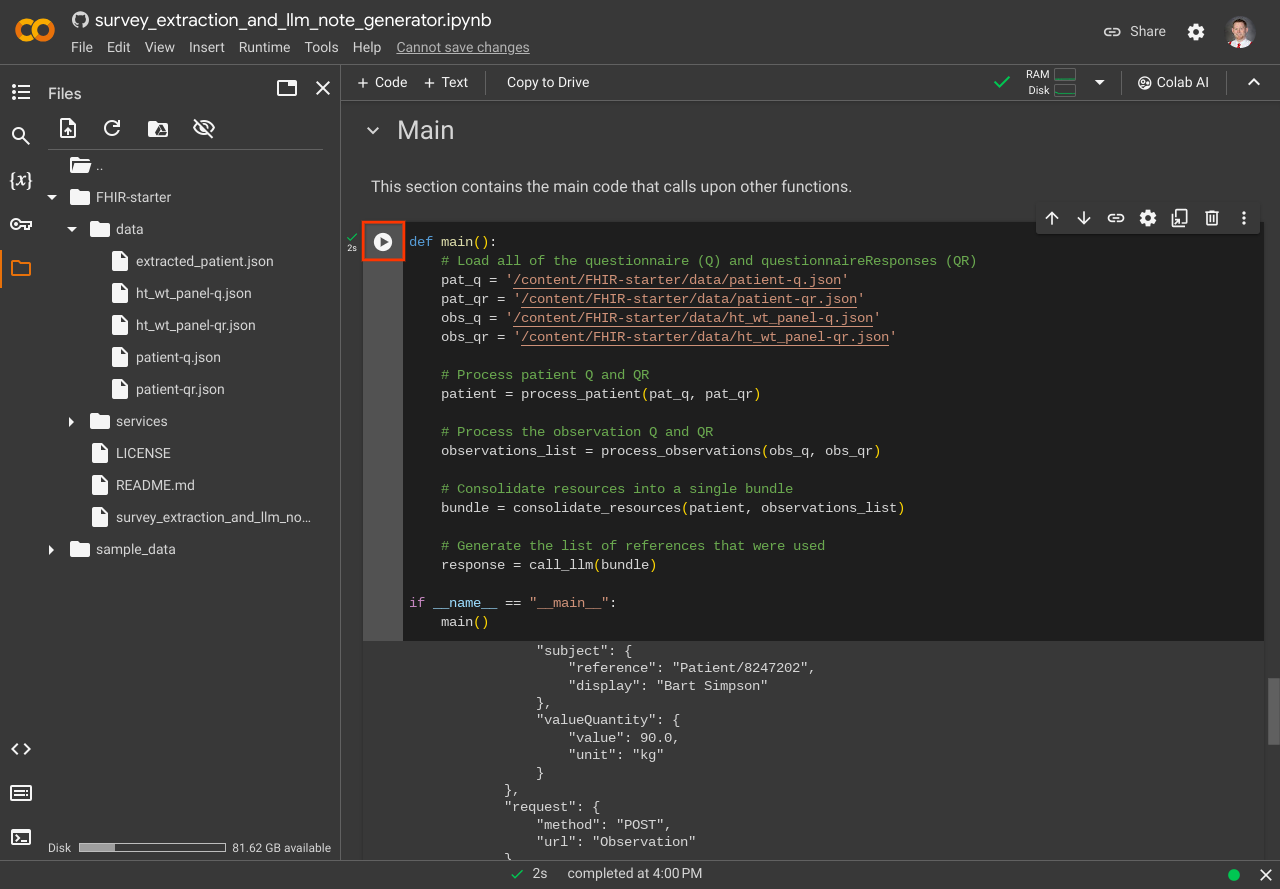 survey_extraction_and_llm_note_generator.ipynb
File Edit View Insert Runtime Tools Help Cannot save changes
Share
Files
+ Code + Text Copy to Drive
RAM
Disk
Colab AI
..
FHIR-starter
data
extracted_patient.json
ht_wt_panel-q.json
ht_wt_panel-qr.json
patient-q.json
patient-qr.json
services
LICENSE
README.md
survey_extraction_and_llm_no...
sample_data
{x}
Disk 81.62 GB available
Main
This section contains the main code that calls upon other functions.
2s
def main():
    # Load all of the questionnaire (Q) and questionnaireResponses (QR)
    pat_q = '/content/FHIR-starter/data/patient-q.json'
    pat_qr = '/content/FHIR-starter/data/patient-qr.json'
    obs_q = '/content/FHIR-starter/data/ht_wt_panel-q.json'
    obs_qr = '/content/FHIR-starter/data/ht_wt_panel-qr.json'
    # Process patient Q and QR
    patient = process_patient(pat_q, pat_qr)
    # Process the observation Q and QR
    observations_list = process_observations(obs_q, obs_qr)
    # Consolidate resources into a single bundle
    bundle = consolidate_resources(patient, observations_list)
    # Generate the list of references that were used
    response = call_llm(bundle)
if __name__ == "__main__":
    main()
"subject": {
    "reference": "Patient/8247202",
    "display": "Bart Simpson"
},
"valueQuantity": {
    "value": 90.0,
    "unit": "kg"
}
},
"request": {
    "method": "POST",
    "url": "Observation"
}
2s completed at 4:00 PM